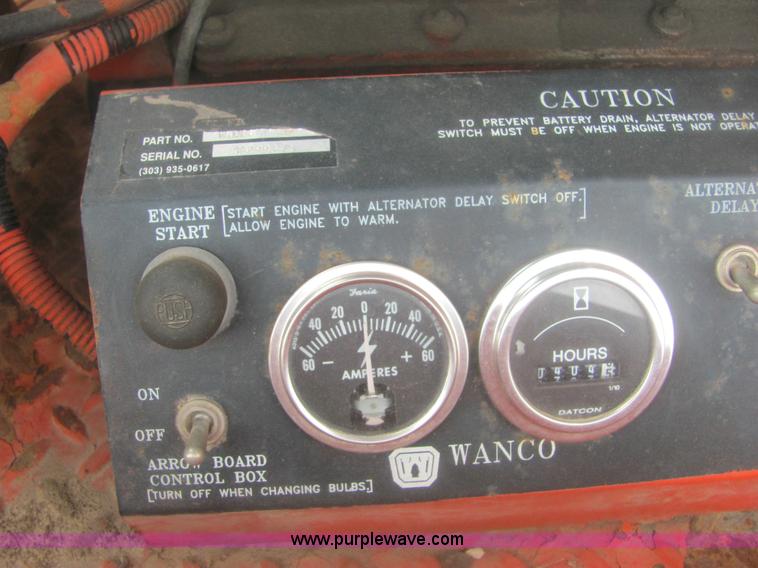 CAUTION
TO PREVENT BATTERY DRAIN, ALTERNATOR DELAY
SWITCH MUST BE OFF WHEN ENGINE IS NOT
PART NO.
SERIAL NO.
(303) 935-0617
ENGINE
START
[START ENGINE WITH ALTERNATOR DELAY SWITCH OFF.
ALLOW ENGINE TO WARM.]
DELAY
PUSH
Faria
60 40 20 0 20 40 60
- +
AMPERES
HOURS
1/10
DATCON
ON
OFF
ARROW BOARD
CONTROL BOX
[TURN OFF WHEN CHANGING BULBS.]
WANCO
www.purplewave.com